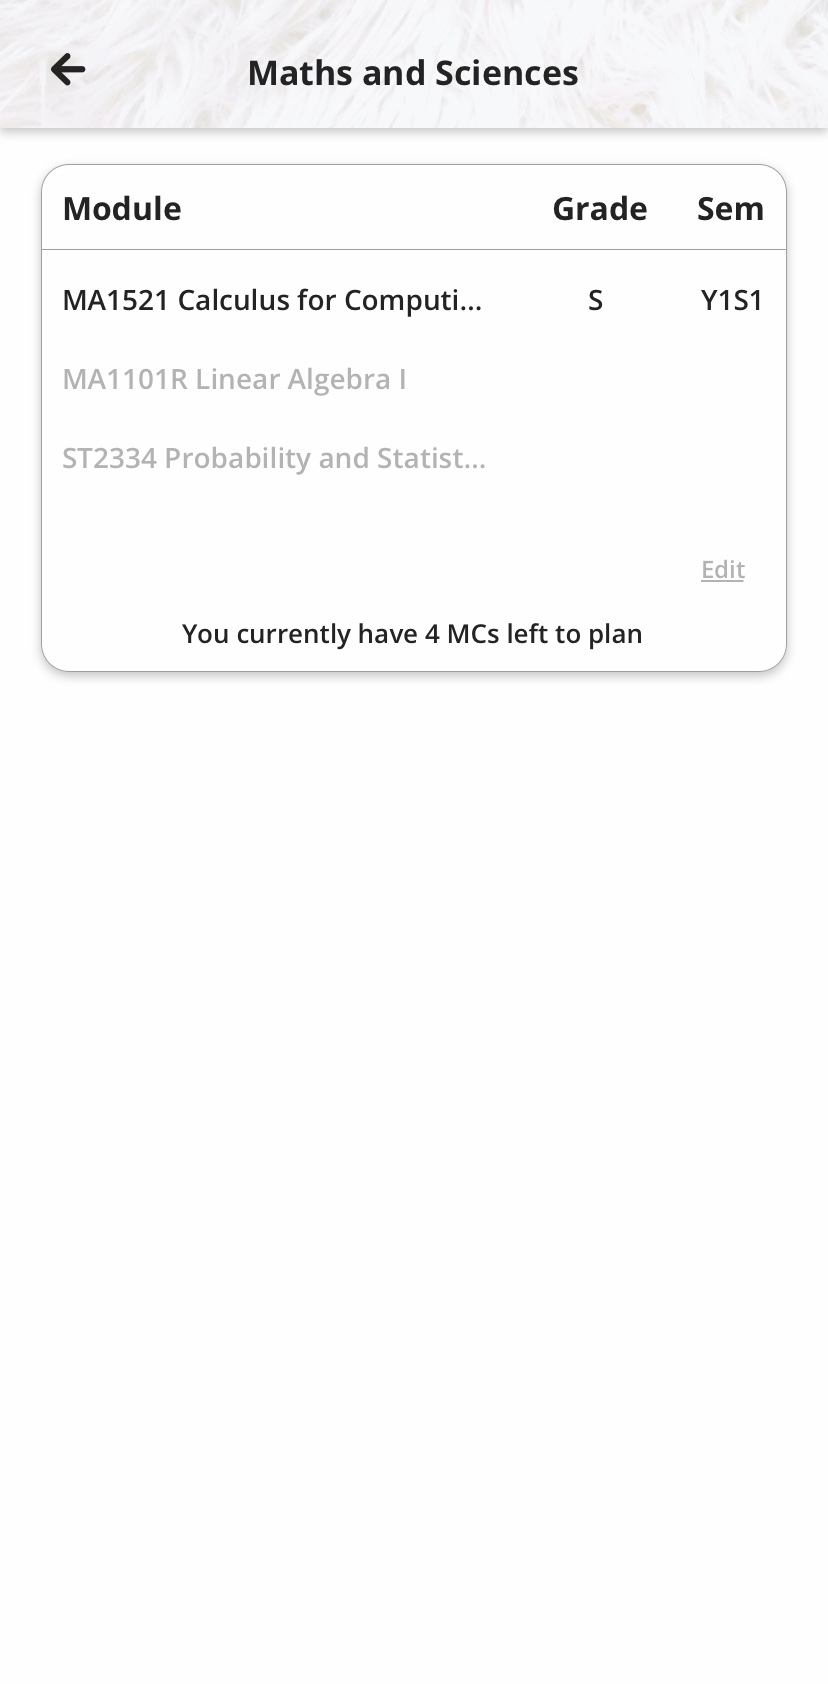 Maths and Sciences
Module Grade Sem
MA1521 Calculus for Computi... S Y1S1
MA1101R Linear Algebra I
ST2334 Probability and Statist...
Edit
You currently have 4 MCs left to plan